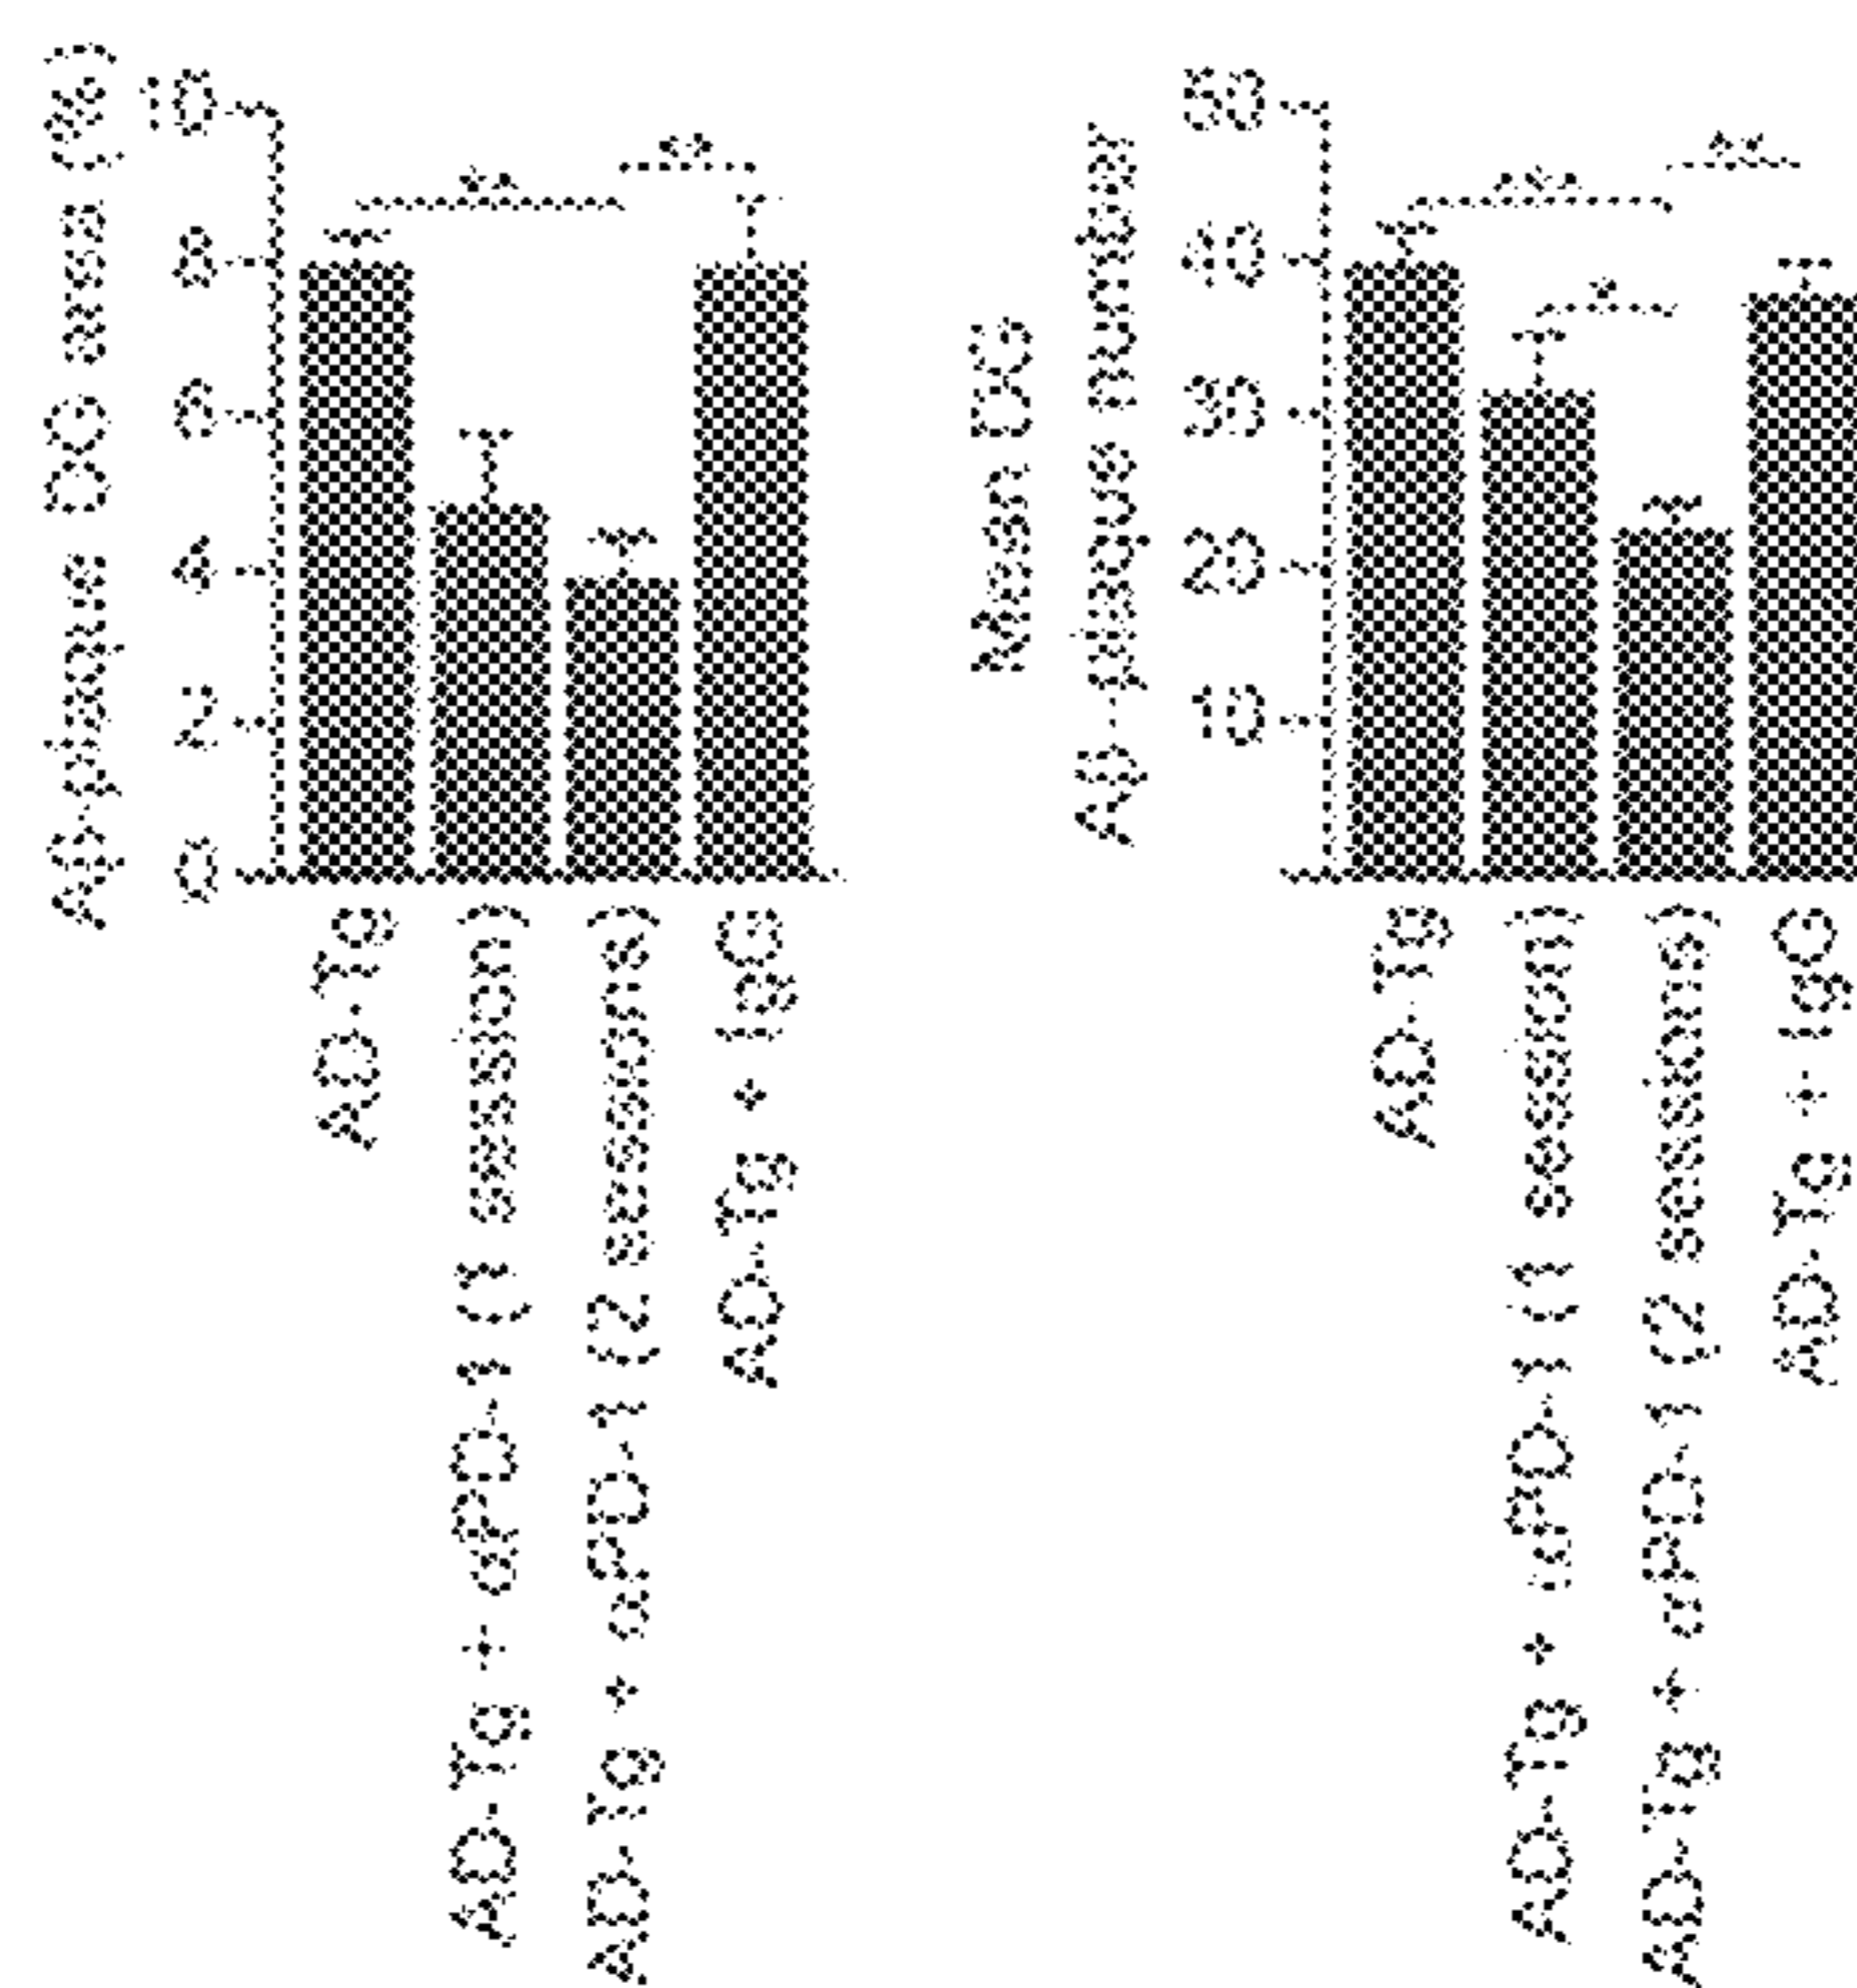 Aβ-plaque DG area (%)
10
8
6
4
2
0
AD-Tg
AD-Tg + αPD-1 (1 session)
AD-Tg + αPD-1 (2 sessions)
AD-Tg + IgG
Mean DG
Aβ-plaque number
50
40
30
20
10
AD-Tg
AD-Tg + αPD-1 (1 session)
AD-Tg + αPD-1 (2 sessions)
AD-Tg + IgG